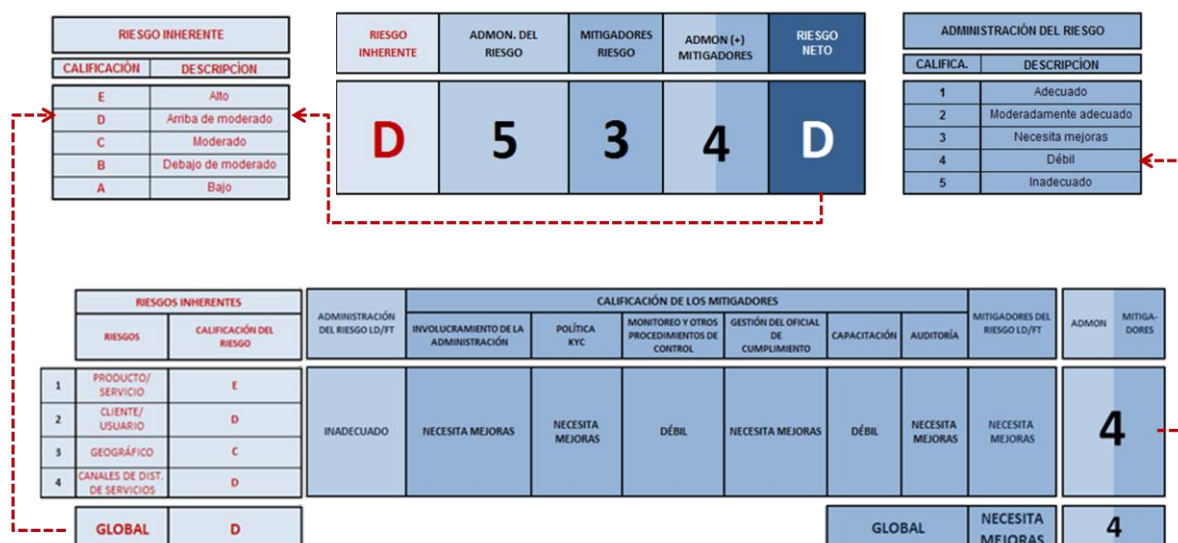 RIESGO INHERENTE
CALIFICACIÓN DESCRIPCÌON
E Alto
D Arriba de moderado
C Moderado
B Debajo de moderado
A Bajo
RIESGO INHERENTE
ADMON. DEL RIESGO
MITIGADORES RIESGO
ADMON (+) MITIGADORES
RIESGO NETO
D 5 3 4 D
ADMINISTRACIÓN DEL RIESGO
CALIFICA. DESCRIPCÌON
1 Adecuado
2 Moderadamente adecuado
3 Necesita mejoras
4 Débil
5 Inadecuado
RIESGOS INHERENTES
RIESGOS
CALIFICACIÓN DEL RIESGO
ADMINISTRACIÓN DEL RIESGO LD/FT
CALIFICACIÓN DE LOS MITIGADORES
INVOLUCRAMIENTO DE LA ADMINISTRACIÓN
POLÍTICA KYC
MONITOREO Y OTROS PROCEDIMIENTOS DE CONTROL
GESTIÓN DEL OFICIAL DE CUMPLIMIENTO
CAPACITACIÓN
AUDITORÍA
MITIGADORES DEL RIESGO LD/FT
ADMON
MITIGA-
DORES
1 PRODUCTO/ SERVICIO E
2 CLIENTE/ USUARIO D
3 GEOGRÁFICO C
4 CANALES DE DIST. DE SERVICIOS D
INADECUADO
NECESITA MEJORAS
NECESITA MEJORAS
DÉBIL
NECESITA MEJORAS
DÉBIL
NECESITA MEJORAS
NECESITA MEJORAS
4
GLOBAL D
GLOBAL
NECESITA MEJORAS
4